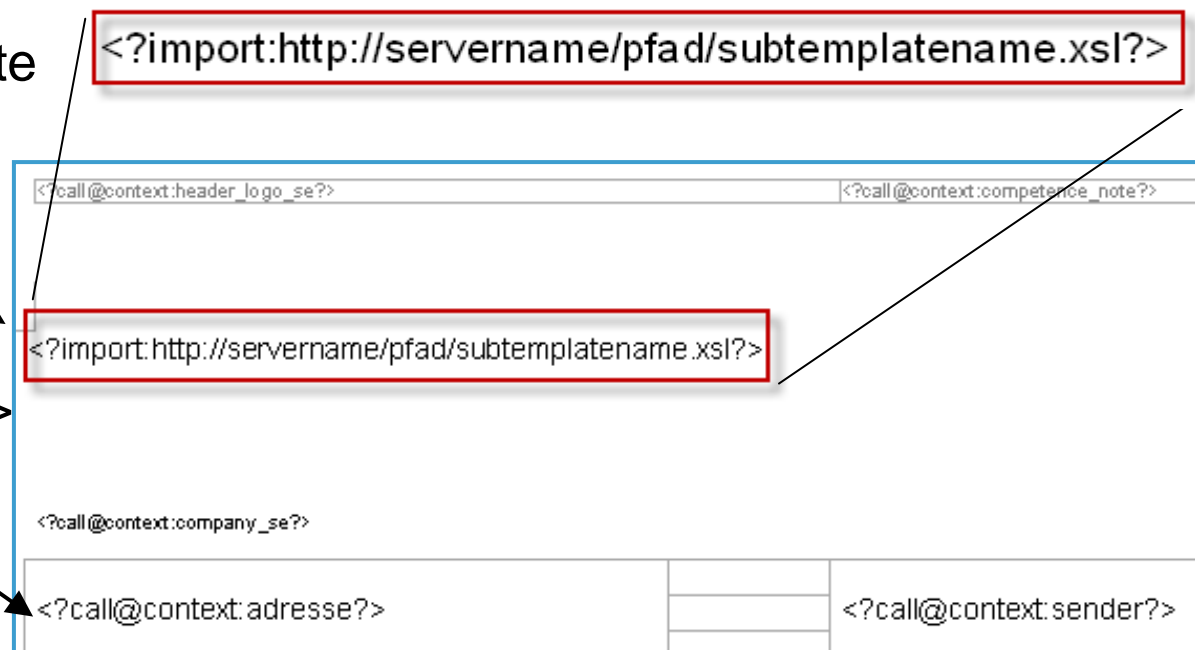 <?import:http://servername/pfad/subtemplatename.xsl?>
te
<?call@context:header_logo_se?> <?call@context:competence_note?>
<?import:http://servername/pfad/subtemplatename.xsl?>
>
<?call@context:company_se?>
<?call@context:adresse?> <?call@context:sender?>